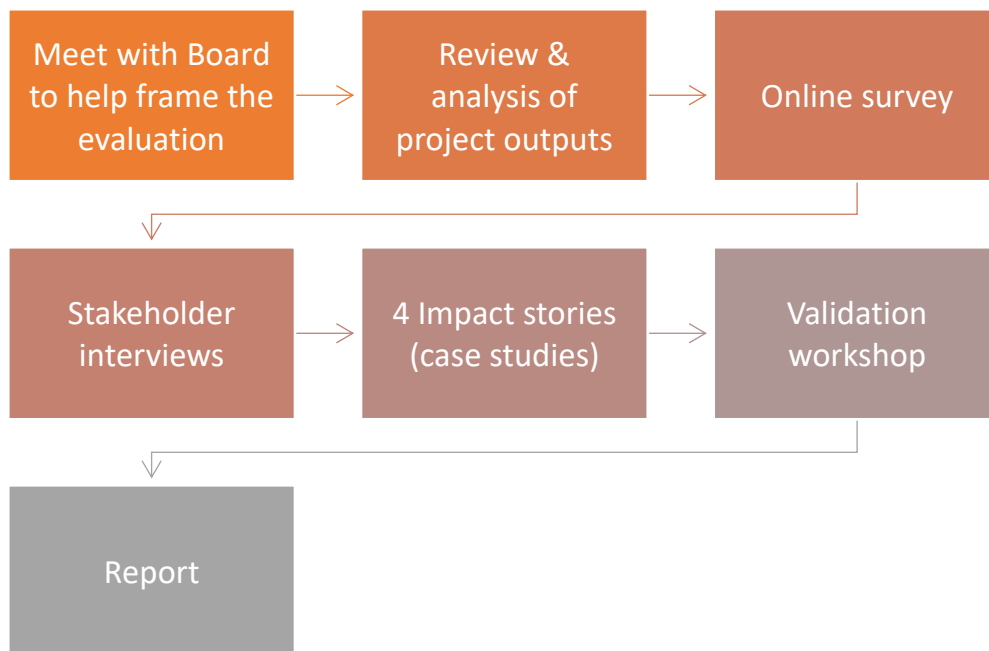 Meet with Board
to help frame the
evaluation
Review &
analysis of
project outputs
Online survey
Stakeholder
interviews
4 Impact stories
(case studies)
Validation
workshop
Report